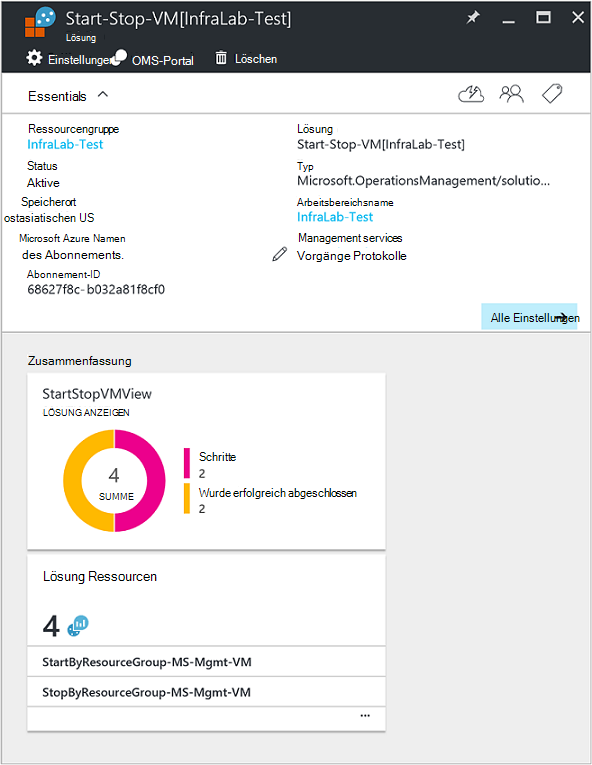 Start-Stop-VM[InfraLab-Test]
Lösung
Einstellungen OMS-Portal Löschen
Essentials
Ressourcengruppe
InfraLab-Test
Status
Aktive
Speicherort
ostasiatischen US
Microsoft Azure Namen
des Abonnements.
Abonnement-ID
68627f8c-b032a81f8cf0
Lösung
Start-Stop-VM[InfraLab-Test]
Typ
Microsoft.OperationsManagement/solutio...
Arbeitsbereichsname
InfraLab-Test
Management services
Vorgänge Protokolle
Alle Einstellungen
Zusammenfassung
StartStopVMView
LÖSUNG ANZEIGEN
4
SUMME
Schritte
2
Wurde erfolgreich abgeschlossen
2
Lösung Ressourcen
4
StartByResourceGroup-MS-Mgmt-VM
StopByResourceGroup-MS-Mgmt-VM
...